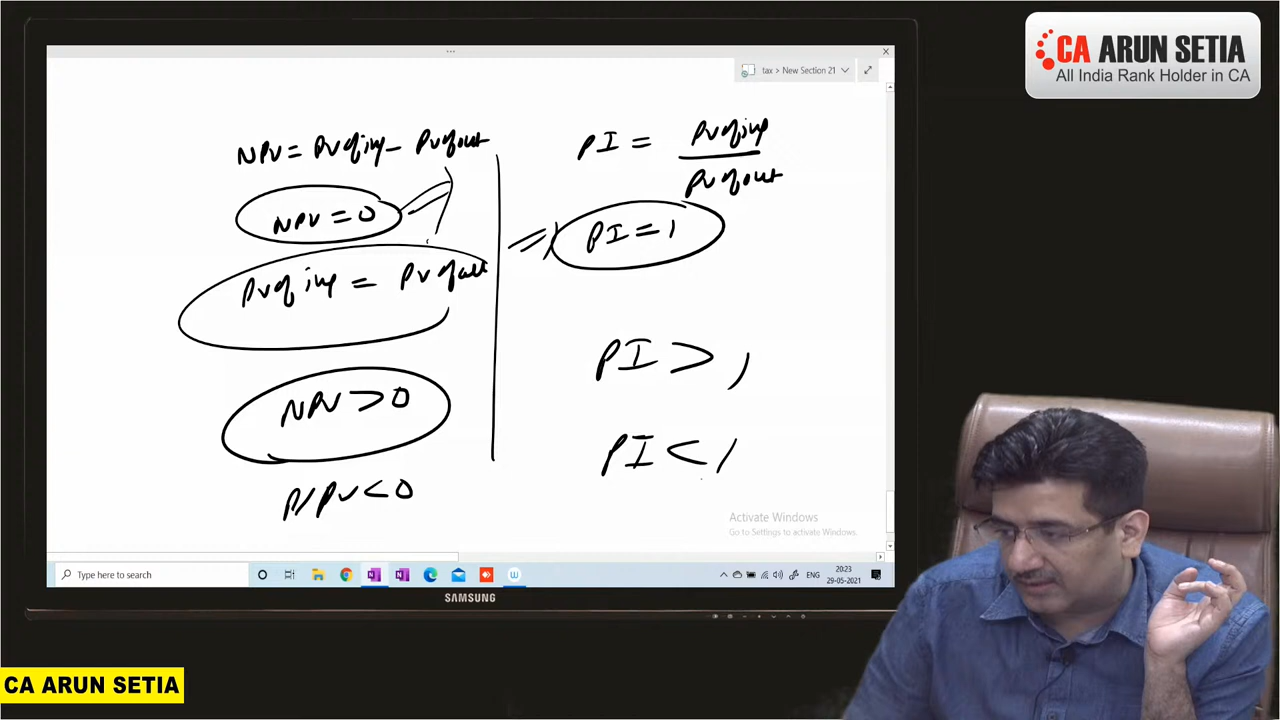 CA ARUN SETIA
All India Rank Holder in CA
tax > New Section 21
NPV = PV of inf - PV of out
NPV = 0
PV of inf = PV of out
NPV > 0
NPV < 0
PI = PV of inf
PV of out
⇒ PI = 1
PI > 1
PI < 1
Activate Windows
Go to Settings to activate Windows.
Type here to search
ENG
20:23
29-05-2021
SAMSUNG
CA ARUN SETIA